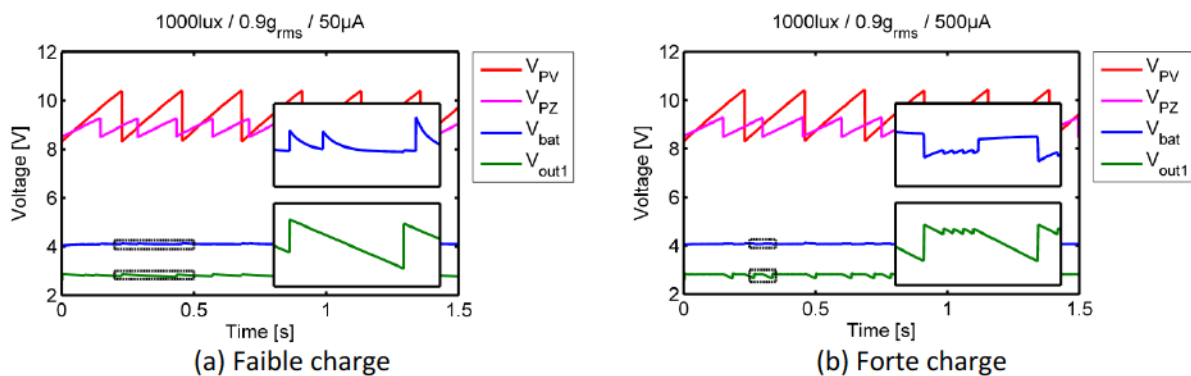 1000lux / 0.9grms / 50µA
12
10
8
6
4
2
Voltage [V]
0
0.5
1
1.5
Time [s]
VPV
VPZ
Vbat
Vout1
(a) Faible charge
1000lux / 0.9grms / 500µA
12
10
8
6
4
2
Voltage [V]
0
0.5
1
1.5
Time [s]
VPV
VPZ
Vbat
Vout1
(b) Forte charge